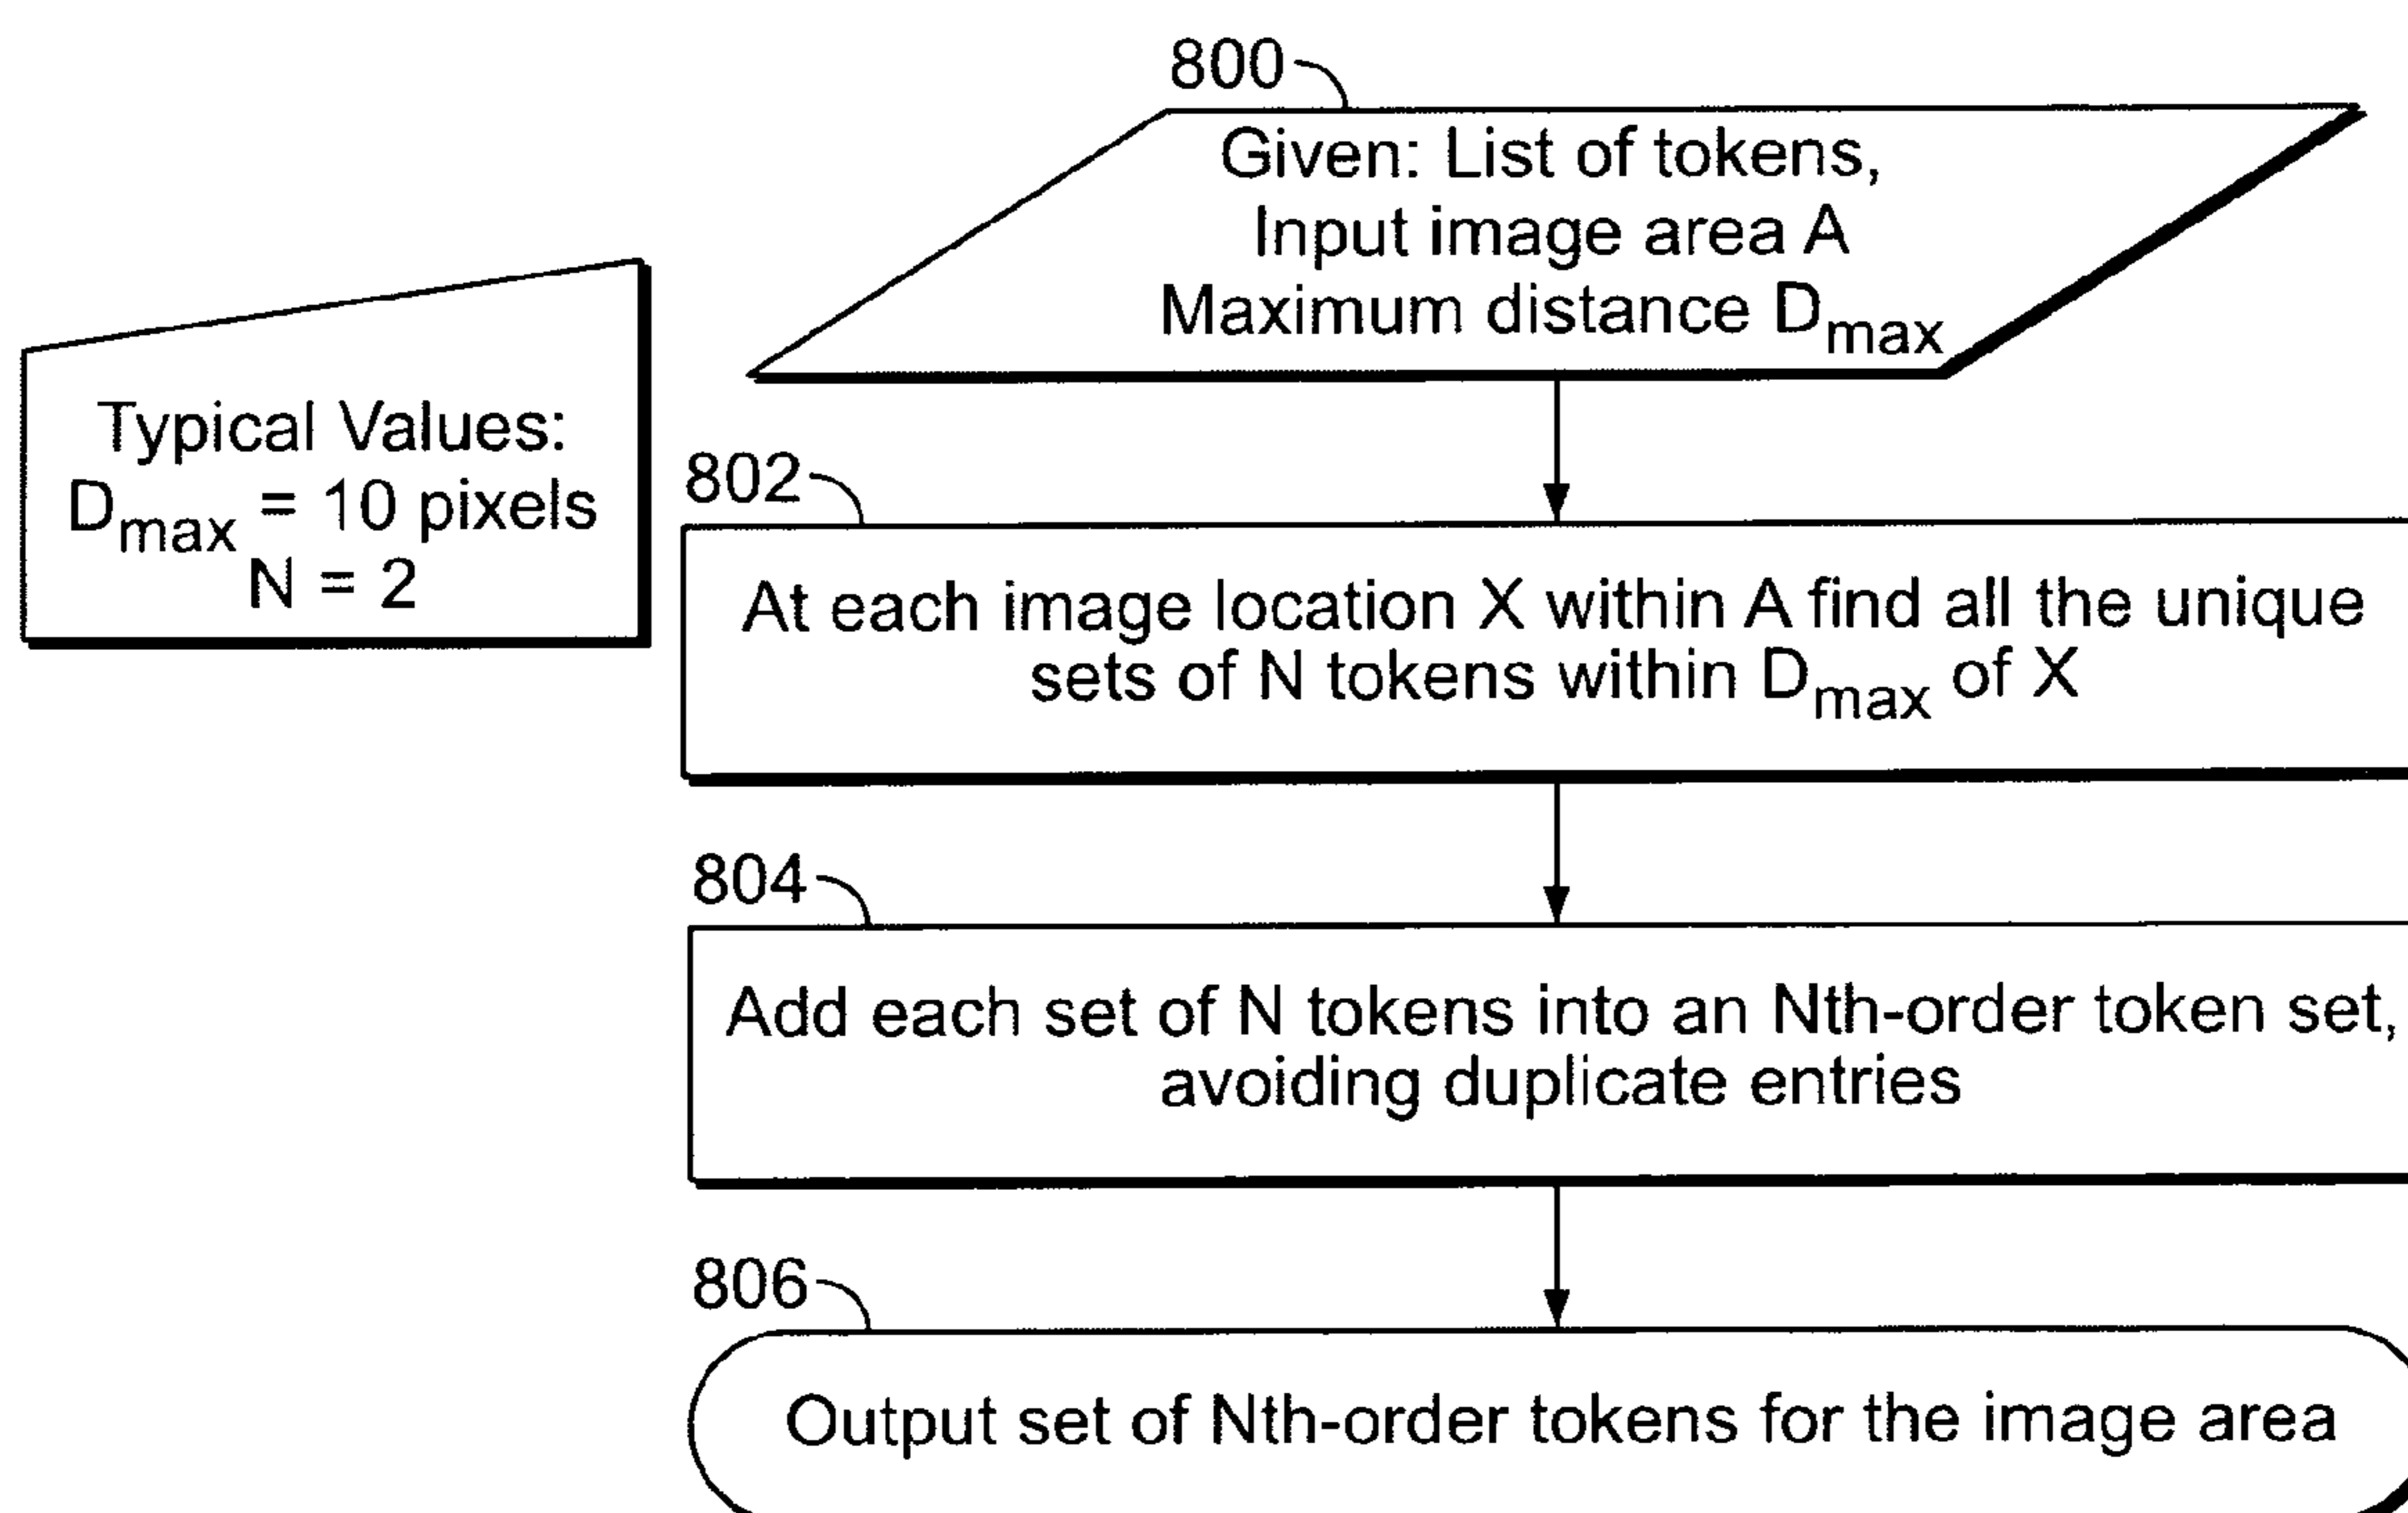 800
Given: List of tokens,
Input image area A
Maximum distance Dmax
Typical Values:
Dmax = 10 pixels
N = 2
802
At each image location X within A find all the unique
sets of N tokens within Dmax of X
804
Add each set of N tokens into an Nth-order token set,
avoiding duplicate entries
806
Output set of Nth-order tokens for the image area